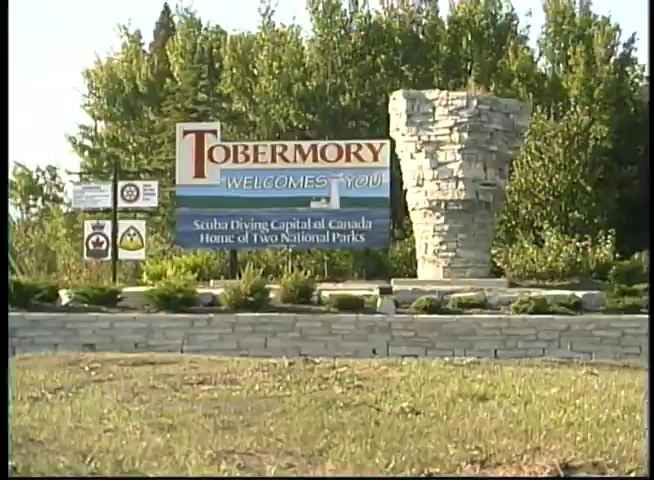 TOBERMORY
WELCOMES YOU
Scuba Diving Capital of Canada
Home of Two National Parks